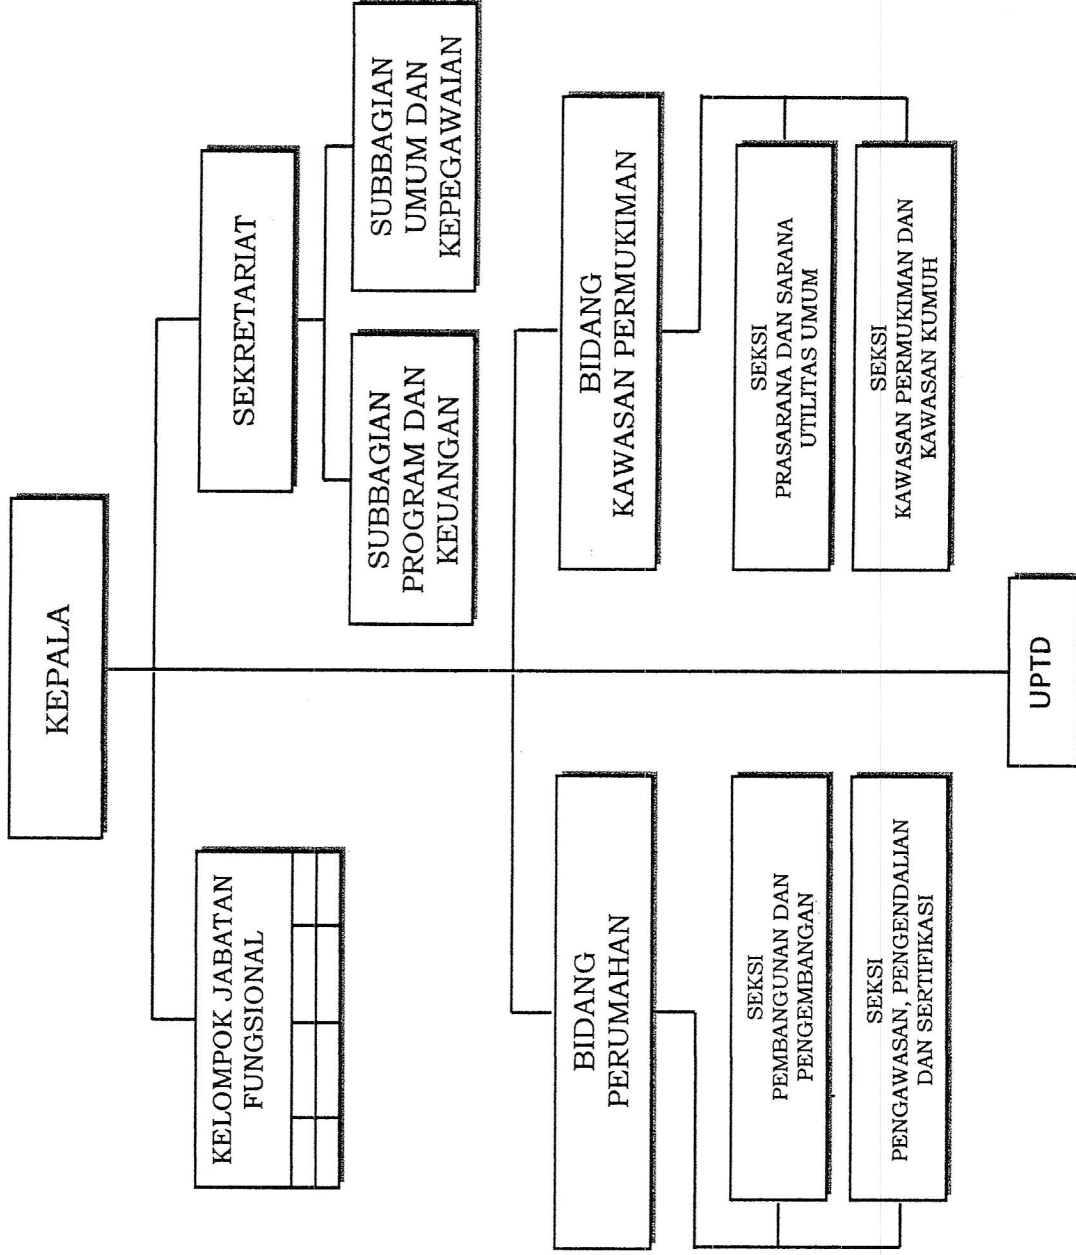 KEPALA
KELOMPOK JABATAN
FUNGSIONAL
SEKRETARIAT
SUBBAGIAN
PROGRAM DAN
KEUANGAN
SUBBAGIAN
UMUM DAN
KEPEGAWAIAN
BIDANG
PERUMAHAN
BIDANG
KAWASAN PERMUKIMAN
SEKSI
PEMBANGUNAN DAN
PENGEMBANGAN
SEKSI
PRASARANA DAN SARANA
UTILITAS UMUM
SEKSI
PENGAWASAN, PENGENDALIAN
DAN SERTIFIKASI
SEKSI
KAWASAN PERMUKIMAN DAN
KAWASAN KUMUH
UPTD